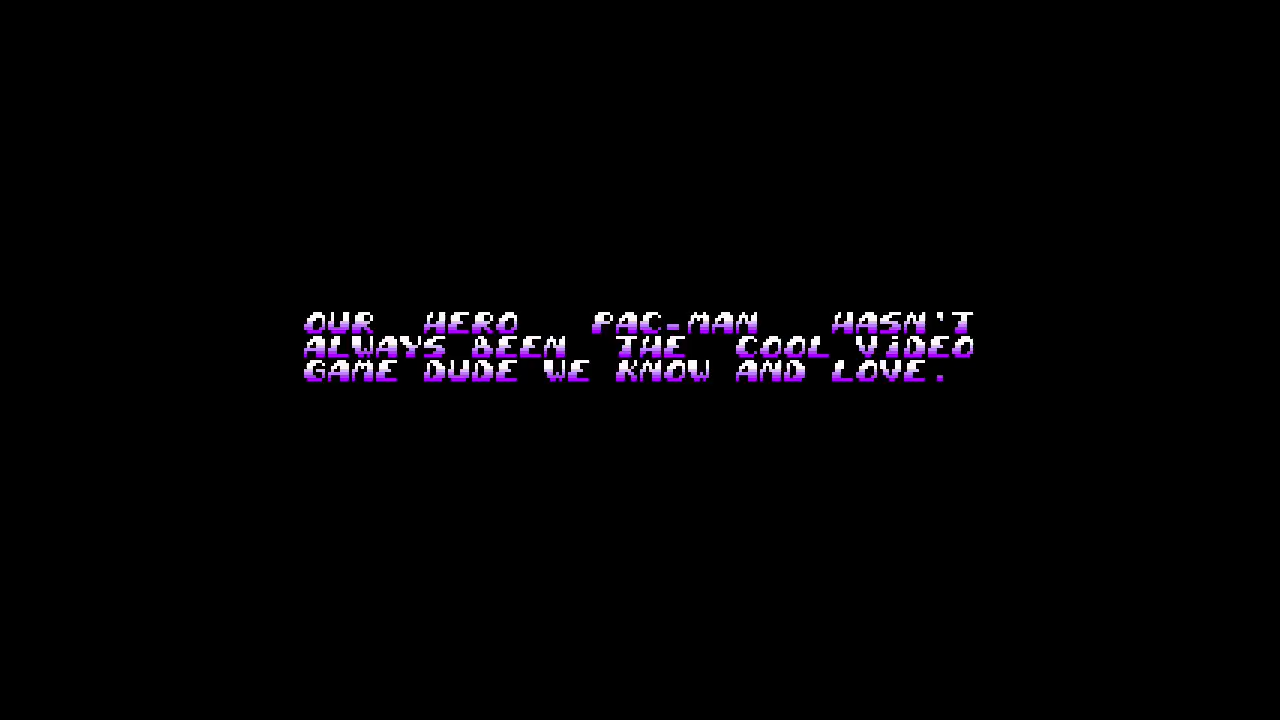 OUR HERO PAC-MAN HASN'T
ALWAYS BEEN THE COOL ViDEO
GAME DUDE WE KNOW AND LOVE.